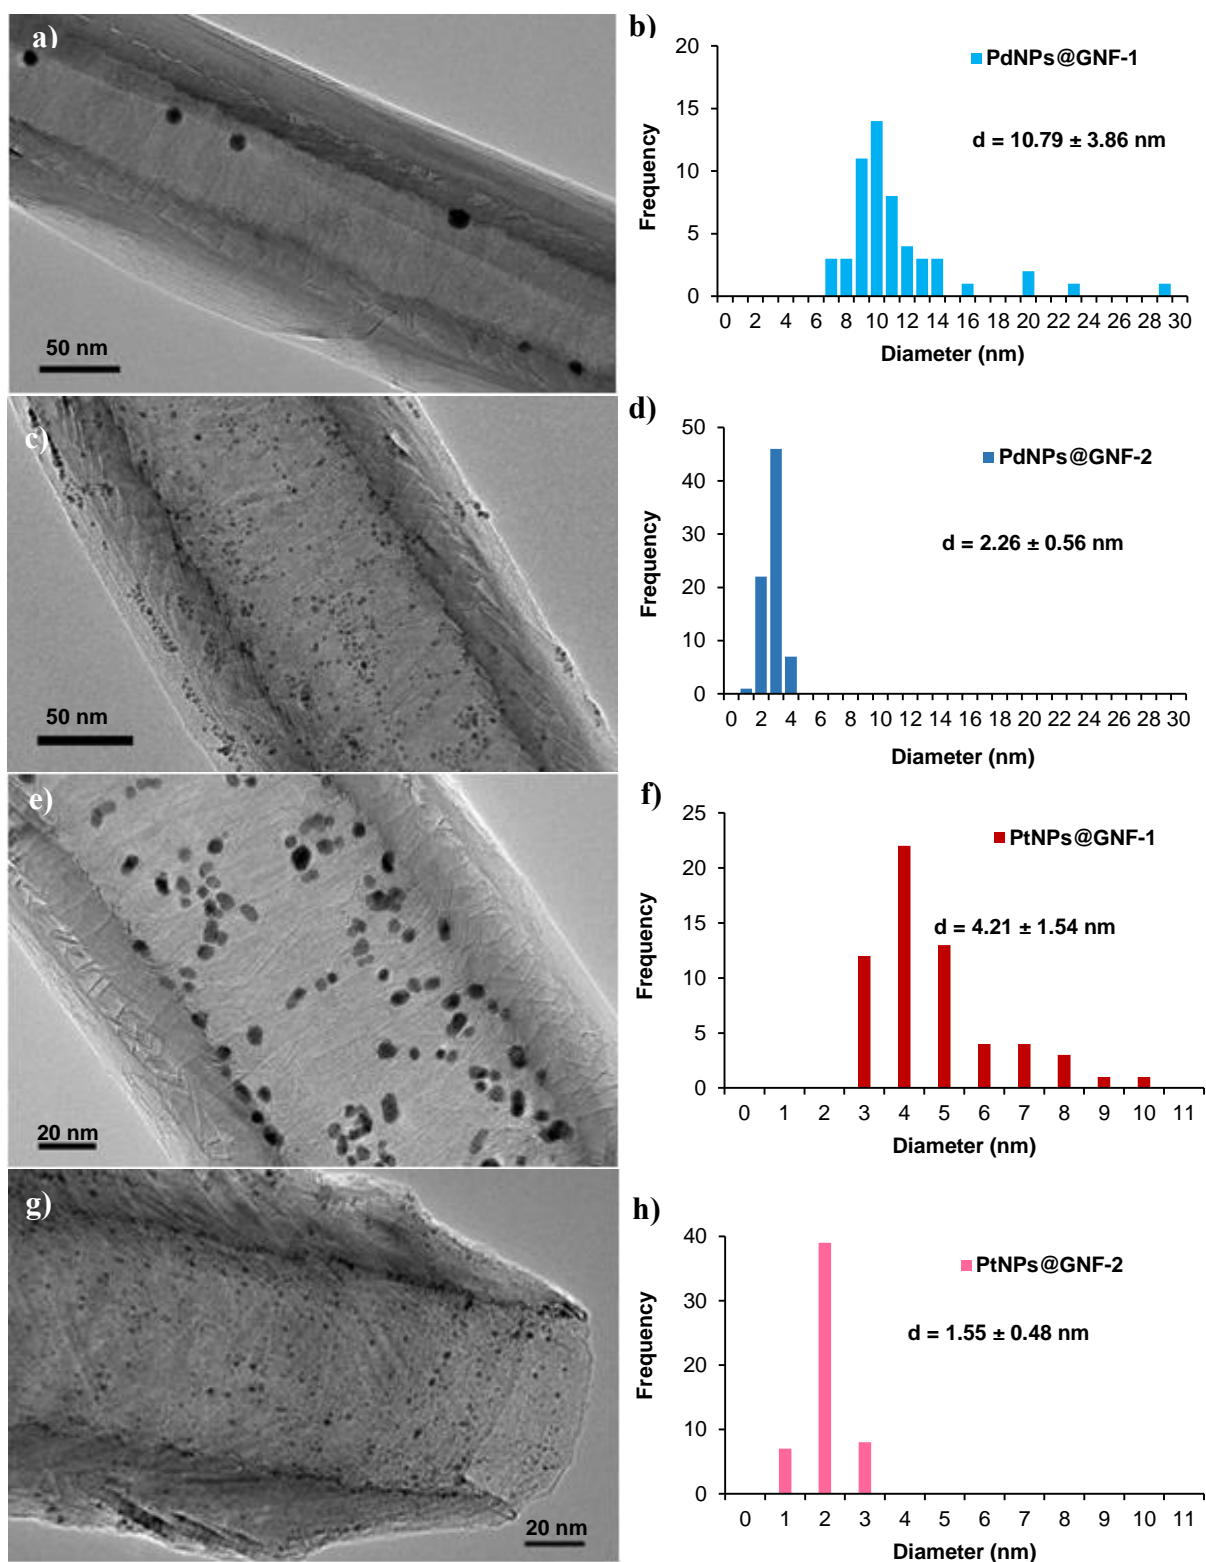 a)
50 nm
b)
PdNPs@GNF-1
d = 10.79 ± 3.86 nm
Frequency
20
15
10
5
0
0 2 4 6 8 10 12 14 16 18 20 22 24 26 28 30
Diameter (nm)
c)
50 nm
d)
PdNPs@GNF-2
d = 2.26 ± 0.56 nm
Frequency
50
40
30
20
10
0
0 2 4 6 8 10 12 14 16 18 20 22 24 26 28 30
Diameter (nm)
e)
20 nm
f)
PtNPs@GNF-1
d = 4.21 ± 1.54 nm
Frequency
25
20
15
10
5
0
0 1 2 3 4 5 6 7 8 9 10 11
Diameter (nm)
g)
20 nm
h)
PtNPs@GNF-2
d = 1.55 ± 0.48 nm
Frequency
40
30
20
10
0
0 1 2 3 4 5 6 7 8 9 10 11
Diameter (nm)